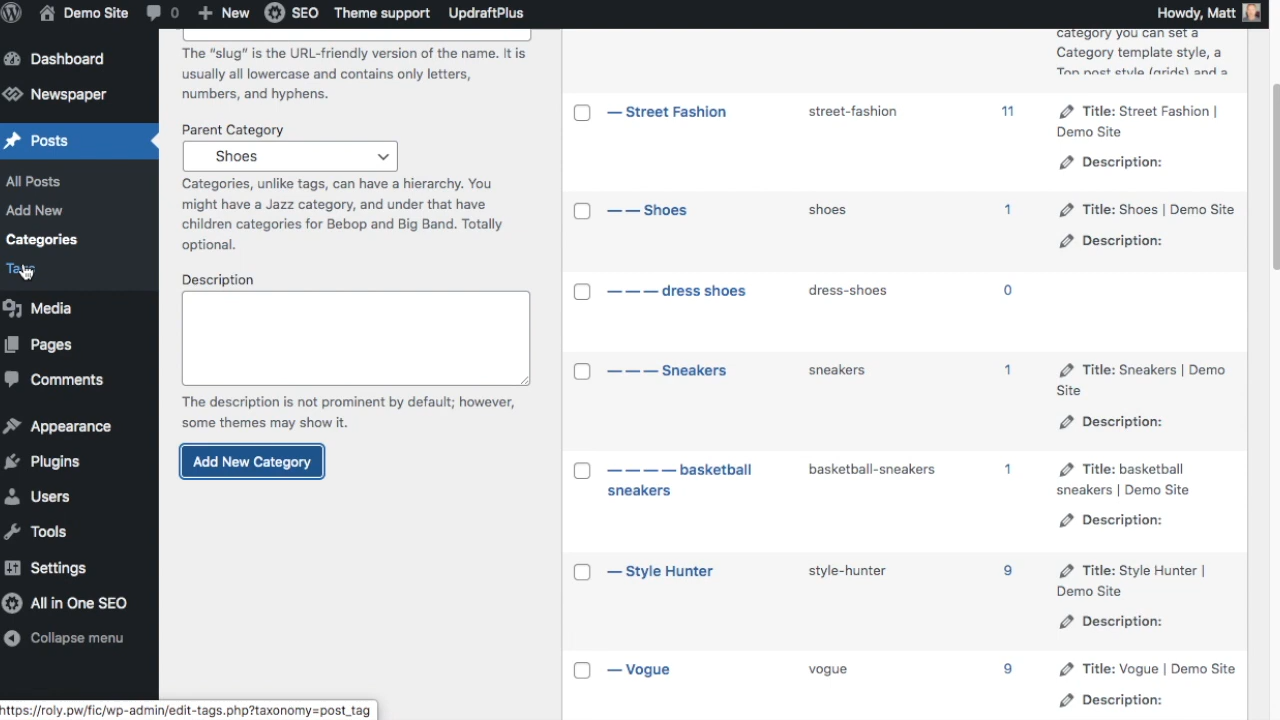 Demo Site 0 New SEO Theme support UpdraftPlus Howdy, Matt
Dashboard
Newspaper
Posts
All Posts
Add New
Categories
Tags
Media
Pages
Comments
Appearance
Plugins
Users
Tools
Settings
All in One SEO
Collapse menu
The “slug” is the URL-friendly version of the name. It is
usually all lowercase and contains only letters,
numbers, and hyphens.
Parent Category
Shoes
Categories, unlike tags, can have a hierarchy. You
might have a Jazz category, and under that have
children categories for Bebop and Big Band. Totally
optional.
Description
The description is not prominent by default; however,
some themes may show it.
Add New Category
category you can set a
Category template style, a
Top post style (grids) and a
— Street Fashion street-fashion 11 Title: Street Fashion |
Demo Site
Description:
— — Shoes shoes 1 Title: Shoes | Demo Site
Description:
— — — dress shoes dress-shoes 0
— — — Sneakers sneakers 1 Title: Sneakers | Demo
Site
Description:
— — — — basketball basketball-sneakers 1 Title: basketball
sneakers sneakers | Demo Site
Description:
— Style Hunter style-hunter 9 Title: Style Hunter |
Demo Site
Description:
— Vogue vogue 9 Title: Vogue | Demo Site
Description:
https://roly.pw/fic/wp-admin/edit-tags.php?taxonomy=post_tag